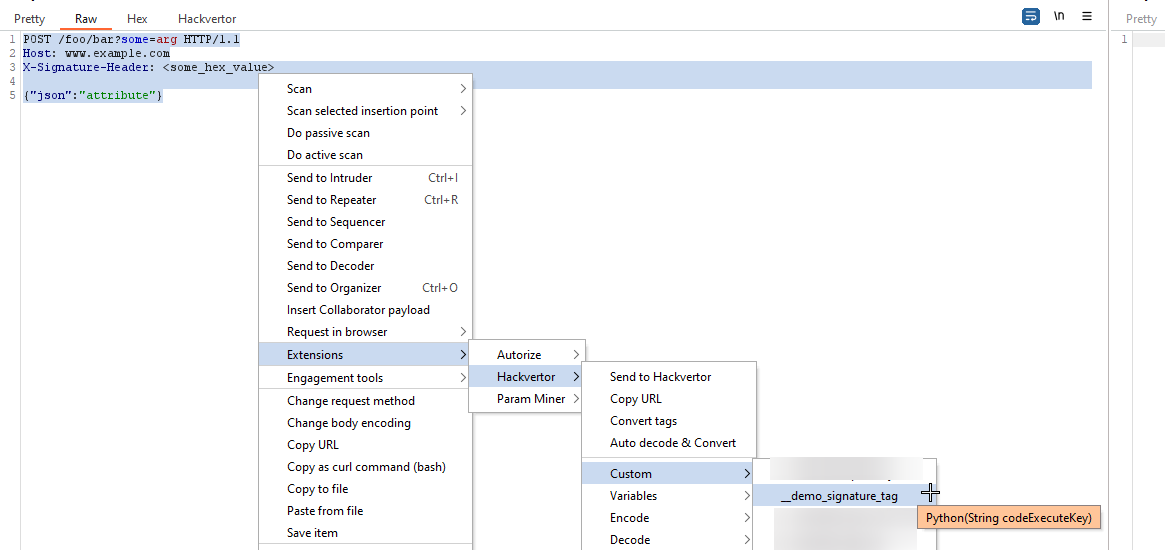 Pretty Raw Hex Hackvertor \n Pretty
1 POST /foo/bar?some=arg HTTP/1.1 1
2 Host: www.example.com
3 X-Signature-Header: <some_hex_value>
4
5 {"json":"attribute"}
Scan
Scan selected insertion point
Do passive scan
Do active scan
Send to Intruder Ctrl+I
Send to Repeater Ctrl+R
Send to Sequencer
Send to Comparer
Send to Decoder
Send to Organizer Ctrl+O
Insert Collaborator payload
Request in browser
Extensions
Engagement tools
Change request method
Change body encoding
Copy URL
Copy as curl command (bash)
Copy to file
Paste from file
Save item
Autorize
Hackvertor
Param Miner
Send to Hackvertor
Copy URL
Convert tags
Auto decode & Convert
Custom
Variables
Encode
Decode
__demo_signature_tag
Python(String codeExecuteKey)